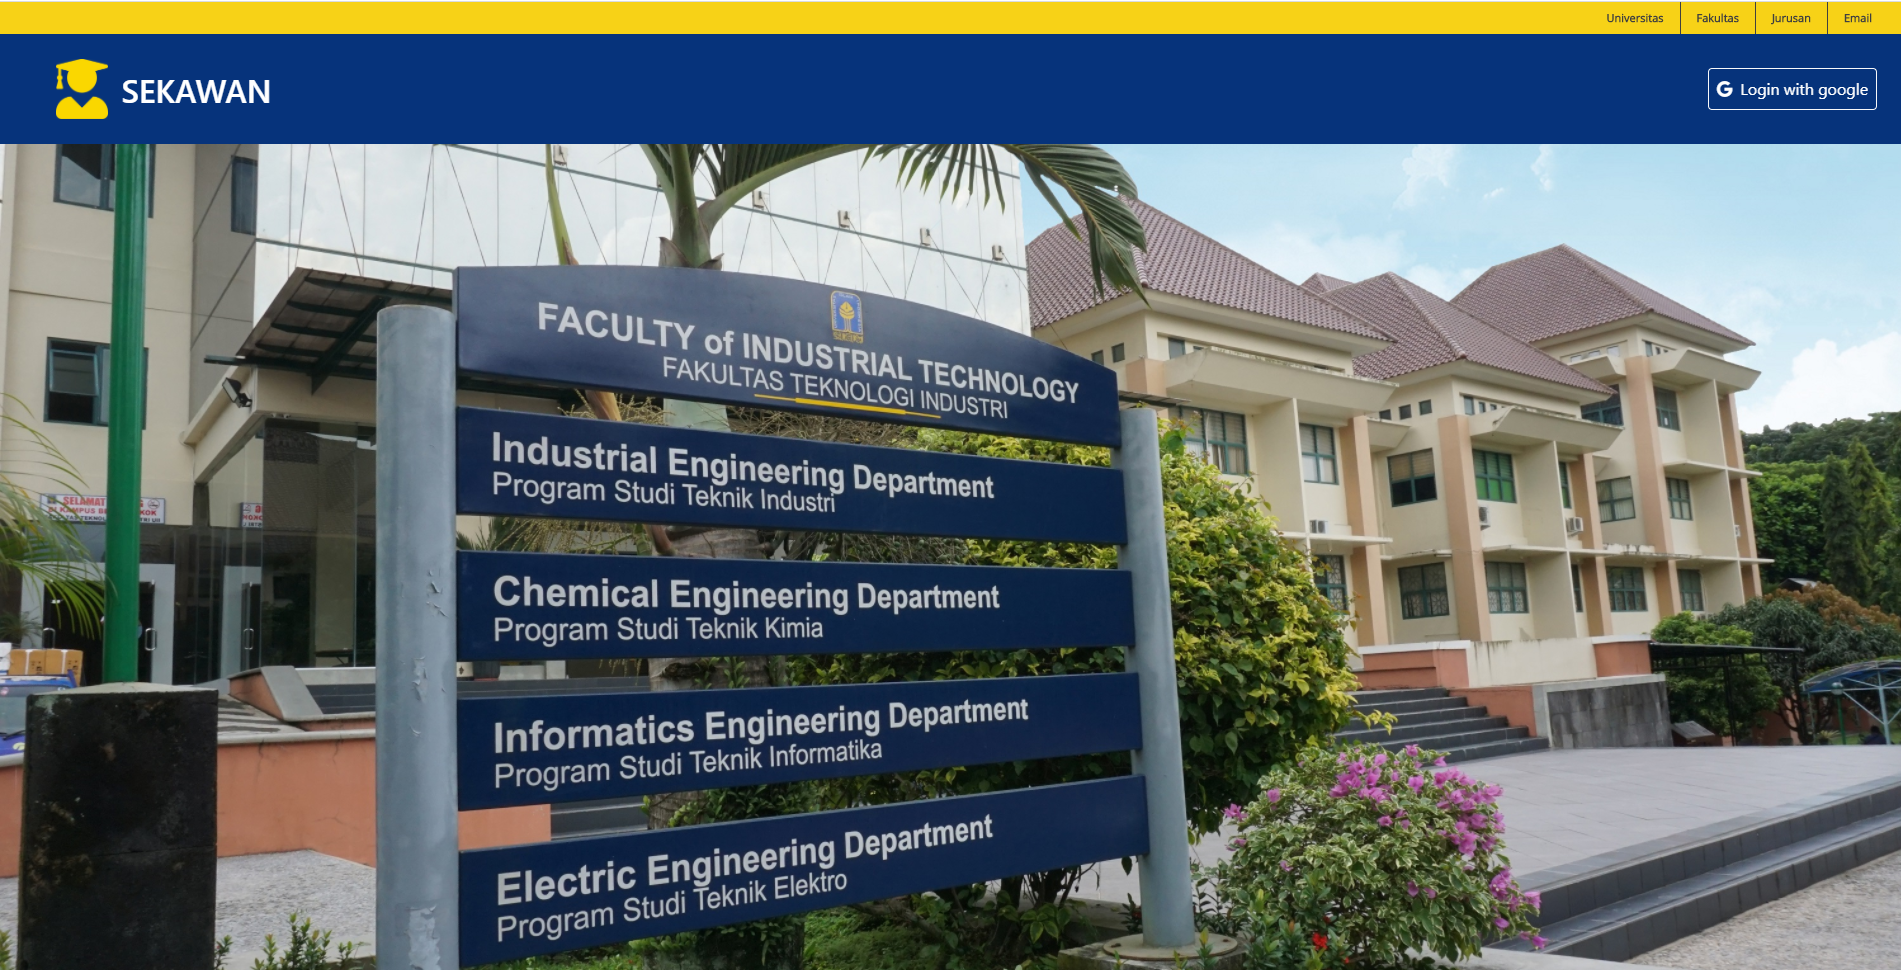 Universitas
Fakultas
Jurusan
Email
SEKAWAN
Login with google
FACULTY of INDUSTRIAL TECHNOLOGY
FAKULTAS TEKNOLOGI INDUSTRI
Industrial Engineering Department
Program Studi Teknik Industri
SELAMAT
Chemical Engineering Department
Program Studi Teknik Kimia
Informatics Engineering Department
Program Studi Teknik Informatika
Electric Engineering Department
Program Studi Teknik Elektro